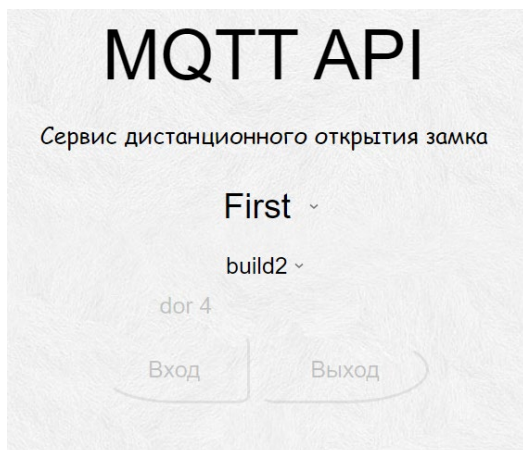 MQTT API
Сервис дистанционного открытия замка
First
build2
dor 4
Вход Выход